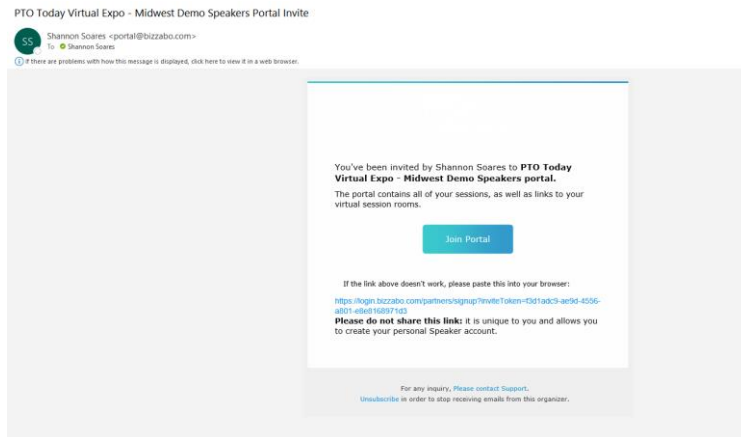 PTO Today Virtual Expo - Midwest Demo Speakers Portal Invite
SS
Shannon Soares <portal@bizzabo.com>
To Shannon Soares
If there are problems with how this message is displayed, click here to view it in a web browser.
You've been invited by Shannon Soares to PTO Today
Virtual Expo - Midwest Demo Speakers portal.
The portal contains all of your sessions, as well as links to your
virtual session rooms.
Join Portal
If the link above doesn't work, please paste this into your browser:
https://login.bizzabo.com/partners/signup?inviteToken=f3d1adc9-ae9d-4556-
a801-e8e8168971d3
Please do not share this link: it is unique to you and allows you
to create your personal Speaker account.
For any inquiry, Please contact Support.
Unsubscribe in order to stop receiving emails from this organizer.